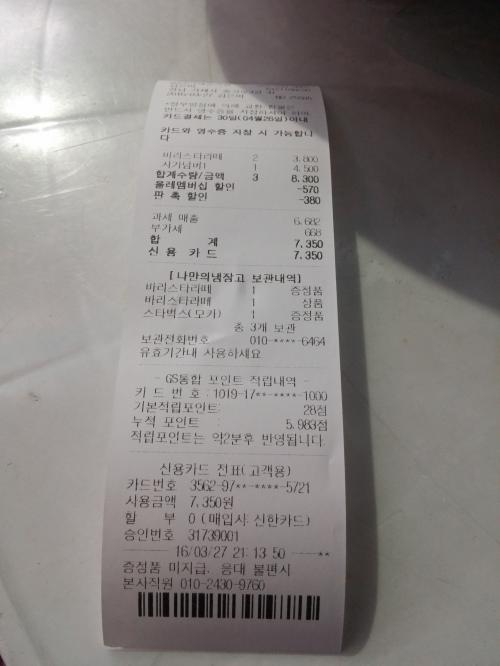 *정부방침에 의해 교환 환불은
반드시 영수증을 지참하셔야 하며
카드결제는 30일(04월26일)이내
카드와 영수증 지참 시 가능합니
다
바리스타라떼 2 3,800
1 4,500
합계수량/금액 3 8,300
올레멤버십 할인 -570
판 촉 할인 -380
과세 매출 6,682
부가세 668
합 계 7,350
신 용 카 드 7,350
[ 나만의냉장고 보관내역]
바리스타라떼 1 증정품
바리스타라떼 1 상품
스타벅스(모카) 1 증정품
총 3개 보관
보관전화번호 010-****-6464
유효기간내 사용하세요
- GS통합 포인트 적립내역 -
카 드 번 호 : 1019-17**-****-1000
기본적립포인트: 28점
누적 포인트 : 5,983점
적립포인트는 약2분후 반영됩니다.
신용카드 전표(고객용)
카드번호 3562-97**-****-5721
사용금액 7,350원
할 부 0 (매입사: 신한카드)
승인번호 31739001
16/03/27 21:13:50 **
증정품 미지급, 응대 불편시
본사직원 010-2430-9760